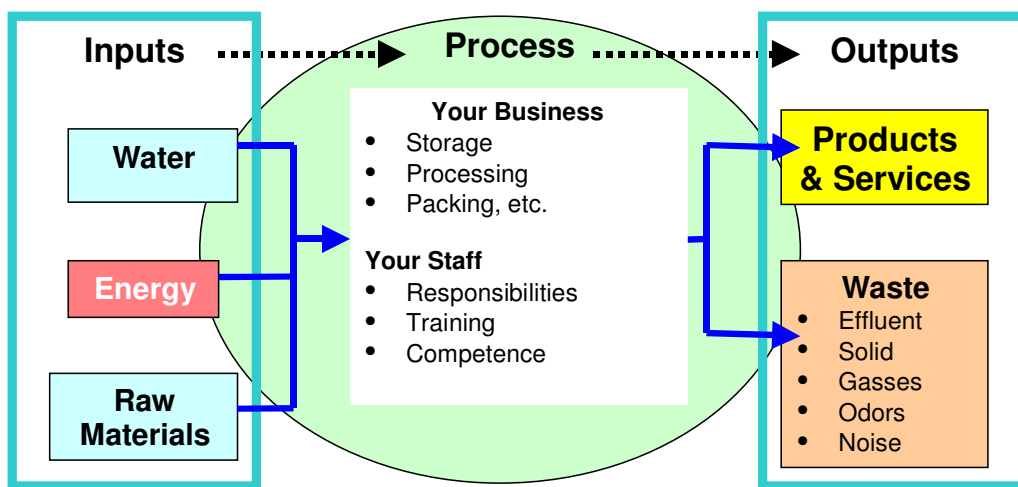 Inputs
Process
Outputs
Water
Energy
Raw
Materials
Your Business
• Storage
• Processing
• Packing, etc.
Your Staff
• Responsibilities
• Training
• Competence
Products
& Services
Waste
• Effluent
• Solid
• Gasses
• Odors
• Noise